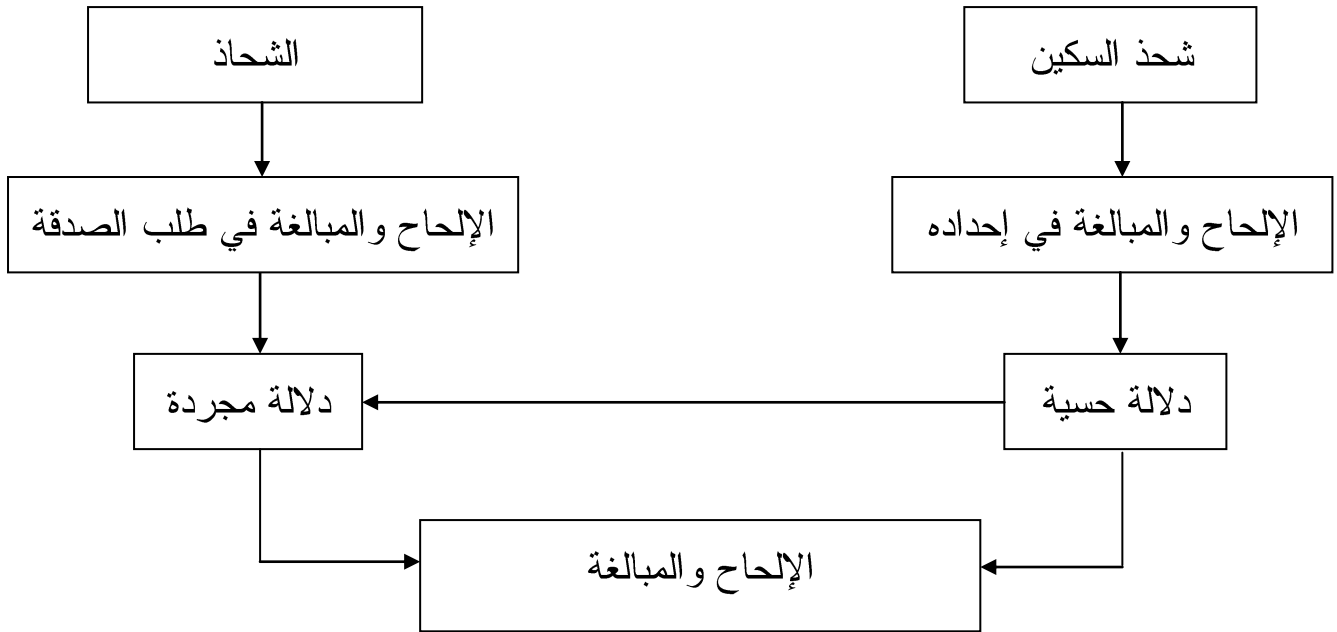 شحذ السكين
الشحاذ
الإلحاح والمبالغة في إحداده
الإلحاح والمبالغة في طلب الصدقة
دلالة حسية
دلالة مجردة
الإلحاح والمبالغة